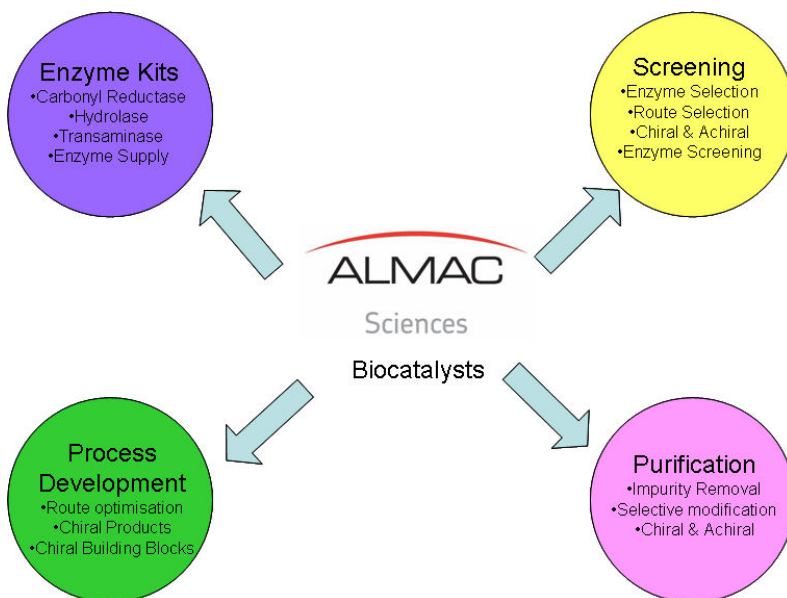 Enzyme Kits
•Carbonyl Reductase
•Hydrolase
•Transaminase
•Enzyme Supply
Screening
•Enzyme Selection
•Route Selection
•Chiral & Achiral
•Enzyme Screening
ALMAC
Sciences
Biocatalysts
Process
Development
•Route optimisation
•Chiral Products
•Chiral Building Blocks
Purification
•Impurity Removal
•Selective modification
•Chiral & Achiral